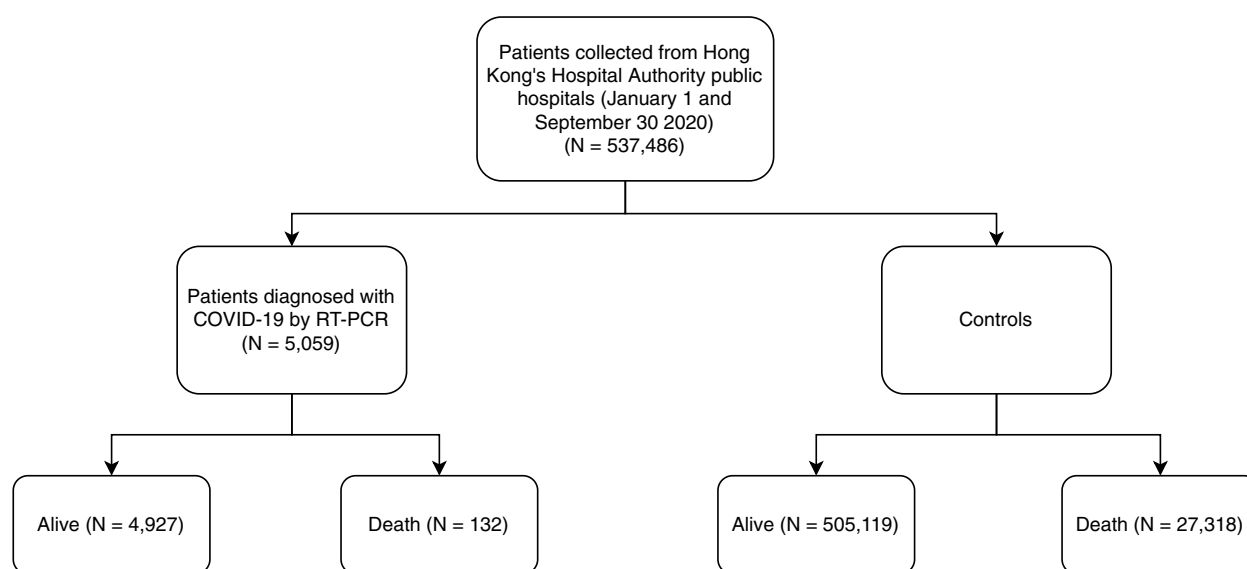 Patients collected from Hong
Kong's Hospital Authority public
hospitals (January 1 and
September 30 2020)
(N = 537,486)
Patients diagnosed with
COVID-19 by RT-PCR
(N = 5,059)
Controls
Alive (N = 4,927)
Death (N = 132)
Alive (N = 505,119)
Death (N = 27,318)